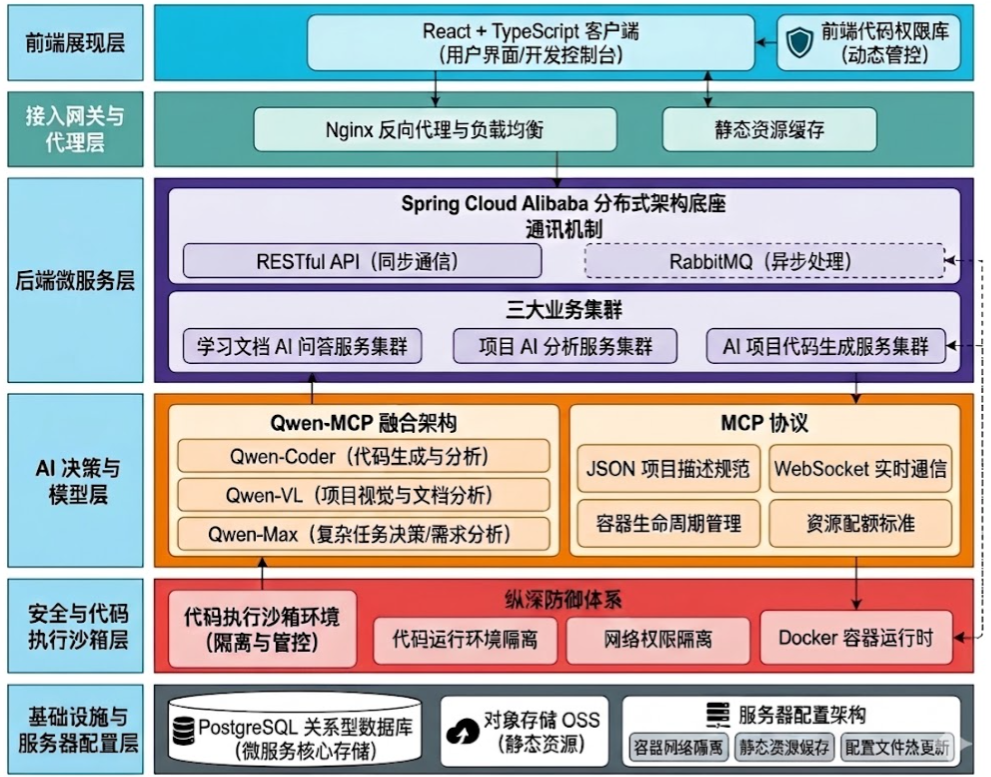 前端展现层
React + TypeScript 客户端
(用户界面/开发控制台)
前端代码权限库
(动态管控)
接入网关与
代理层
Nginx 反向代理与负载均衡
静态资源缓存
后端微服务层
Spring Cloud Alibaba 分布式架构底座
通讯机制
RESTful API（同步通信）
RabbitMQ（异步处理）
三大业务集群
学习文档 AI 问答服务集群
项目 AI 分析服务集群
AI 项目代码生成服务集群
AI 决策与
模型层
Qwen-MCP 融合架构
Qwen-Coder（代码生成与分析）
Qwen-VL（项目视觉与文档分析）
Qwen-Max（复杂任务决策/需求分析）
MCP 协议
JSON 项目描述规范
WebSocket 实时通信
容器生命周期管理
资源配额标准
安全与代码
执行沙箱层
代码执行沙箱环境
(隔离与管控)
纵深防御体系
代码运行环境隔离
网络权限隔离
Docker 容器运行时
基础设施与
服务器配置层
PostgreSQL 关系型数据库
(微服务核心存储)
对象存储 OSS
(静态资源)
服务器配置架构
容器网络隔离
静态资源缓存
配置文件热更新